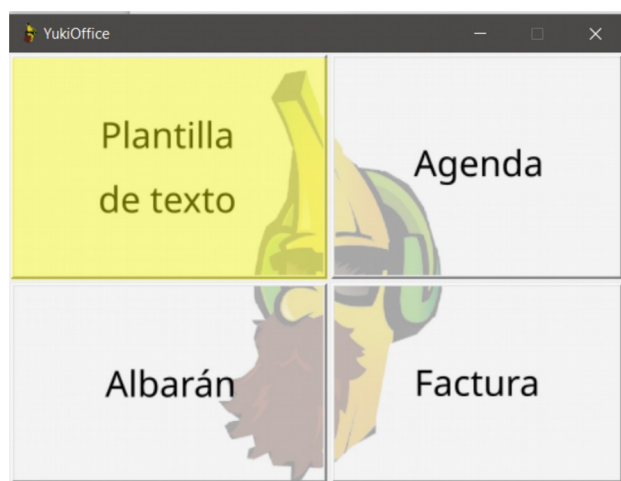 YukiOffice
Plantilla
de texto
Agenda
Albarán
Factura